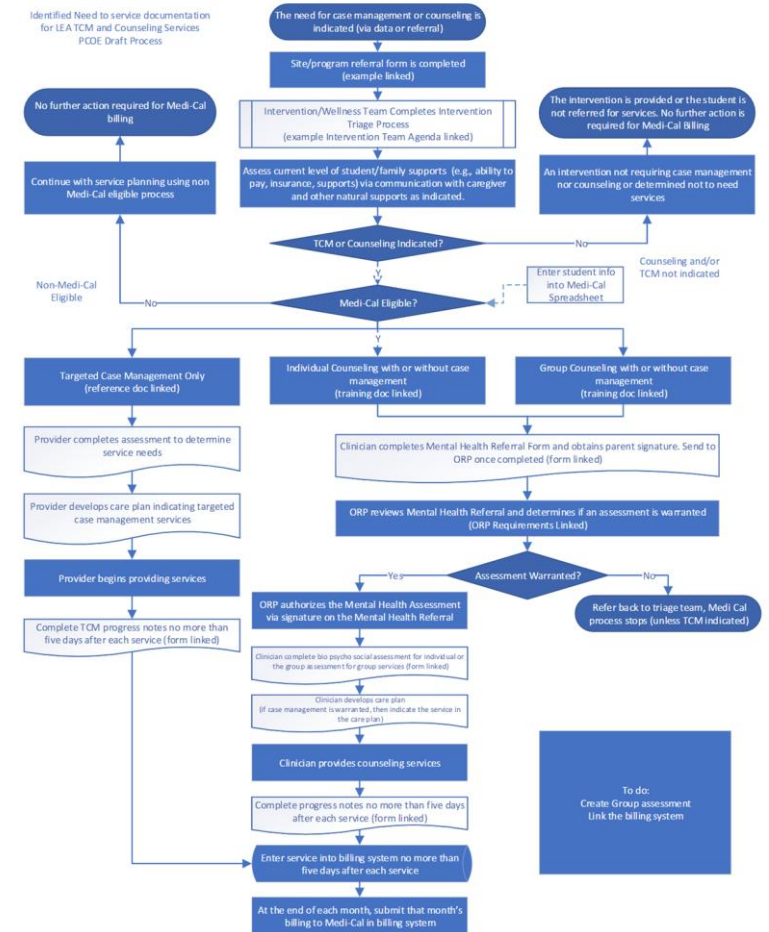 Identified Need to service documentation
for LEA TCM and Counseling Services
PCOE Draft Process
The need for case management or counseling is
indicated (via data or referral)
Site/program referral form is completed
(example linked)
No further action required for Medi-Cal
billing
Intervention/Wellness Team Completes Intervention
Triage Process
(example Intervention Team Agenda linked)
The intervention is provided or the student is
not referred for services. No further action is
required for Medi-Cal Billing
Continue with service planning using non
Medi-Cal eligible process
Assess current level of student/family supports (e.g., ability to
pay, insurance, supports) via communication with caregiver
and other natural supports as indicated.
An intervention not requiring case management
nor counseling or determined not to need
services
TCM or Counseling Indicated?
No
Y
Counseling and/or
TCM not indicated
Non-Medi-Cal
Eligible
Enter student info
into Medi-Cal
Spreadsheet
No
Medi-Cal Eligible?
Y
Targeted Case Management Only
(reference doc linked)
Individual Counseling with or without case
management
(training doc linked)
Group Counseling with or without case
management
(training doc linked)
Provider completes assessment to determine
service needs
Clinician completes Mental Health Referral Form and obtains parent signature. Send to
ORP once completed (form linked)
Provider develops care plan indicating targeted
case management services
ORP reviews Mental Health Referral and determines if an assessment is warranted
(ORP Requirements Linked)
Provider begins providing services
Yes
Assessment Warranted?
No
Complete TCM progress notes no more than
five days after each service (form linked)
ORP authorizes the Mental Health Assessment
via signature on the Mental Health Referral
Refer back to triage team, Medi Cal
process stops (unless TCM indicated)
Clinician complete bio psycho social assessment for individual or
the group assessment for group services (form linked)
Clinician develops care plan
(if case management is warranted, then indicate the service in
the care plan)
Clinician provides counseling services
Complete progress notes no more than five days
after each service (form linked)
To do:
Create Group assessment
Link the billing system
Enter service into billing system no more than
five days after each service
At the end of each month, submit that month's
billing to Medi-Cal in billing system